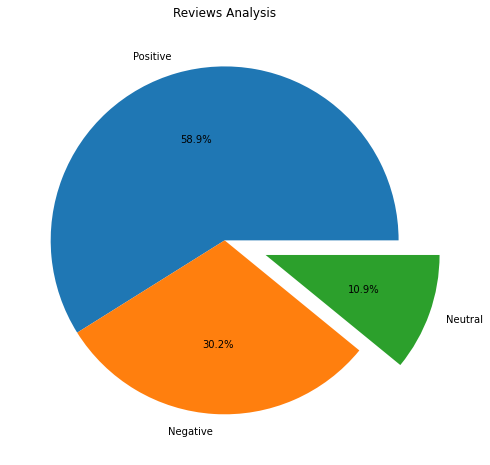 Reviews Analysis
Positive
58.9%
10.9%
Neutral
30.2%
Negative